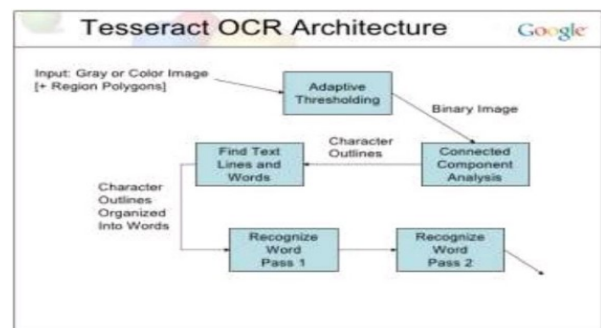 Tesseract OCR Architecture
Google
Input: Gray or Color Image
[+ Region Polygons]
Adaptive
Thresholding
Binary Image
Character
Outlines
Find Text
Lines and
Words
Connected
Component
Analysis
Character
Outlines
Organized
Into Words
Recognize
Word
Pass 1
Recognize
Word
Pass 2